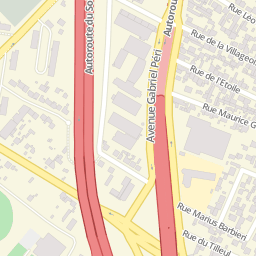 Autoroute du So
Autorou
Rue Léo
Rue de la Villageoi
Rue de l'Etoile
Avenue Gabriel Péri
Rue Maurice G
Rue Marius Barbieri
Rue du Tilleul